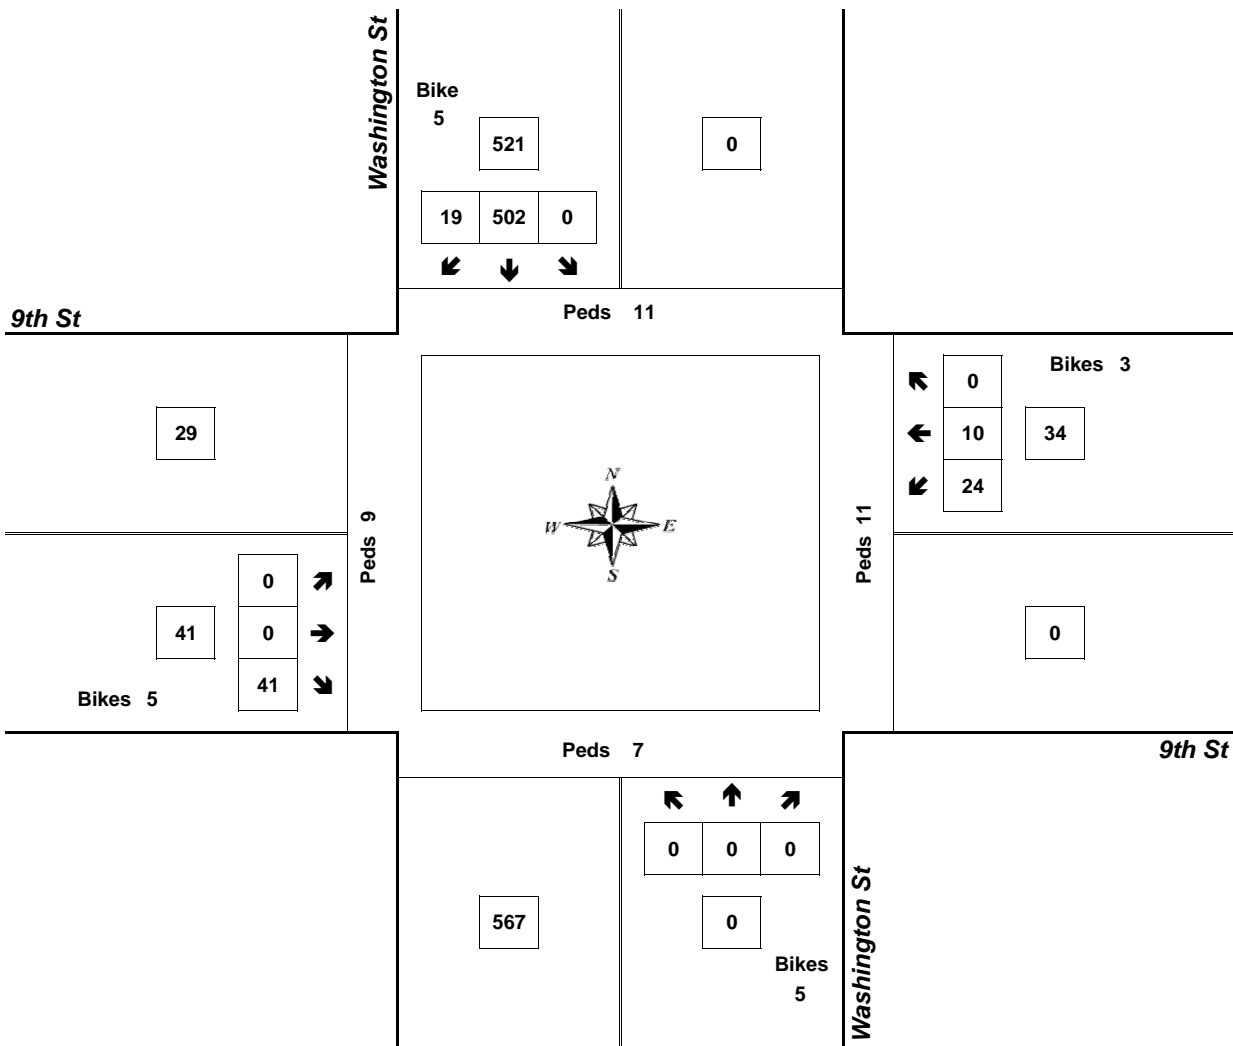 Washington St
Bike
5
521
0
19 502 0
9th St
Peds 11
Bikes 3
0
29
10 34
24
N
W E
S
Peds 9
Peds 11
0
41 0
0
41
Bikes 5
Peds 7
9th St
0 0 0
567
0
Bikes
5
Washington St